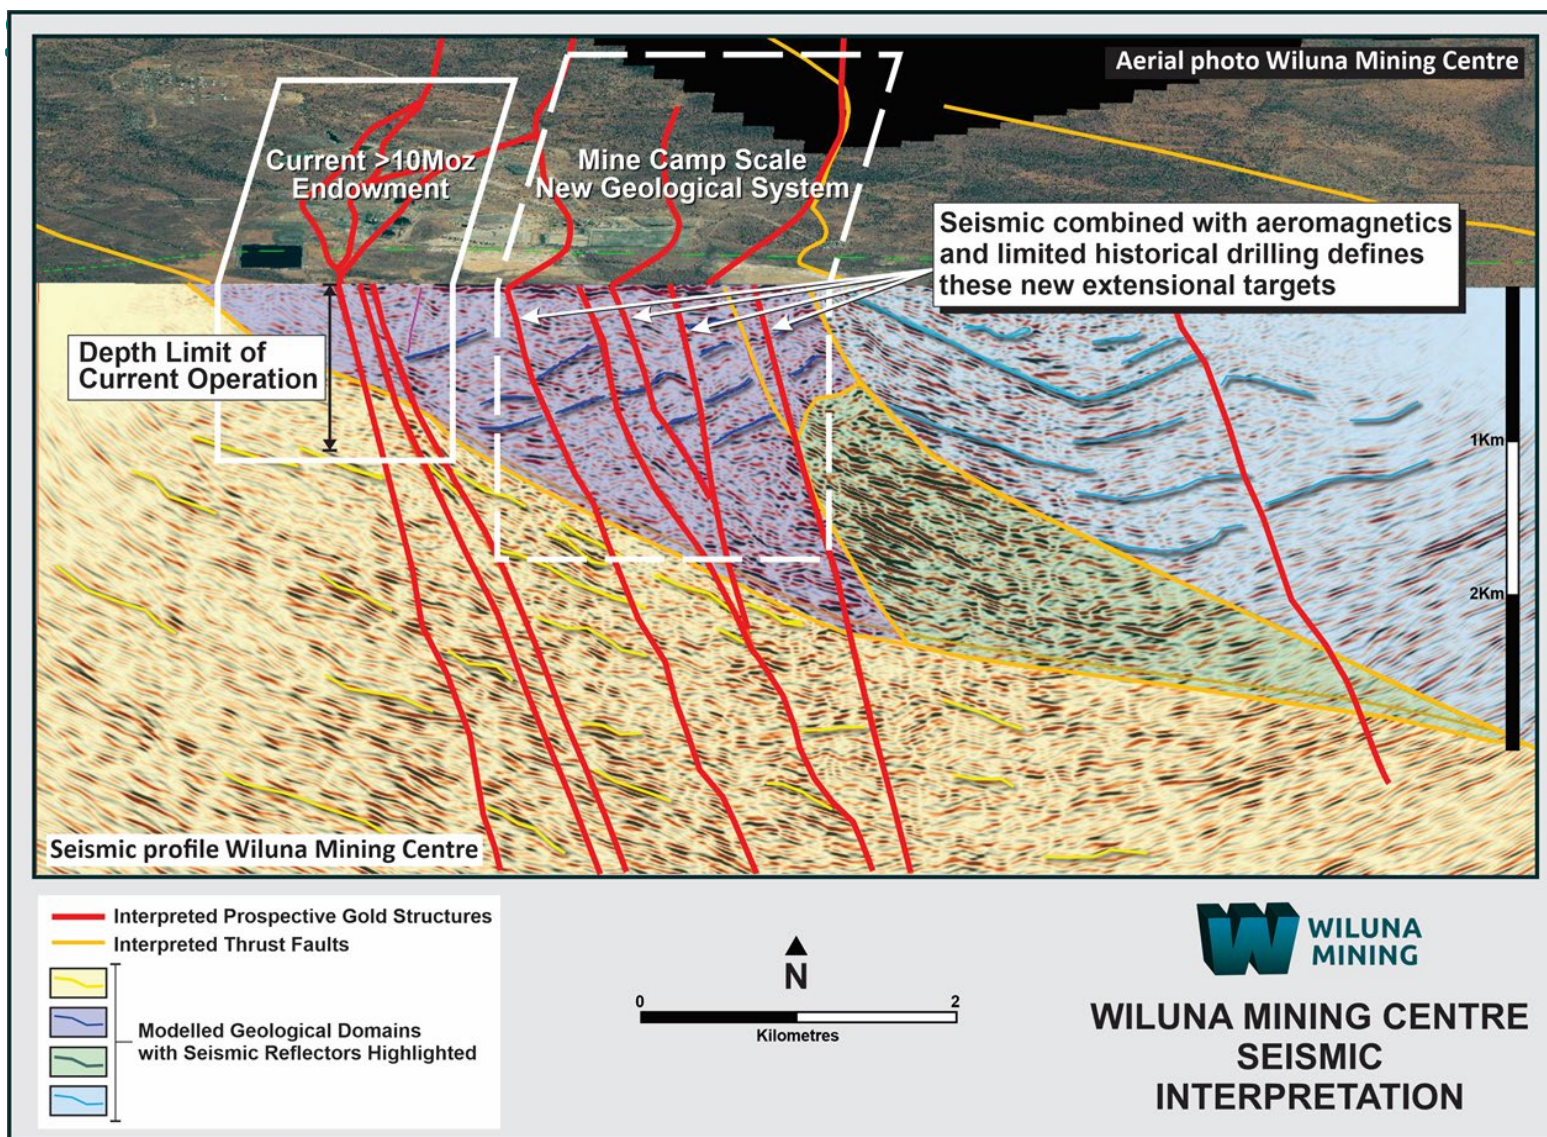 Aerial photo Wiluna Mining Centre
Current >10Moz
Endowment
Mine Camp Scale
New Geological System
Seismic combined with aeromagnetics
and limited historical drilling defines
these new extensional targets
Depth Limit of
Current Operation
1Km
2Km
Seismic profile Wiluna Mining Centre
Interpreted Prospective Gold Structures
Interpreted Thrust Faults
Modelled Geological Domains
with Seismic Reflectors Highlighted
N
0 2
Kilometres
W WILUNA
MINING
WILUNA MINING CENTRE
SEISMIC
INTERPRETATION